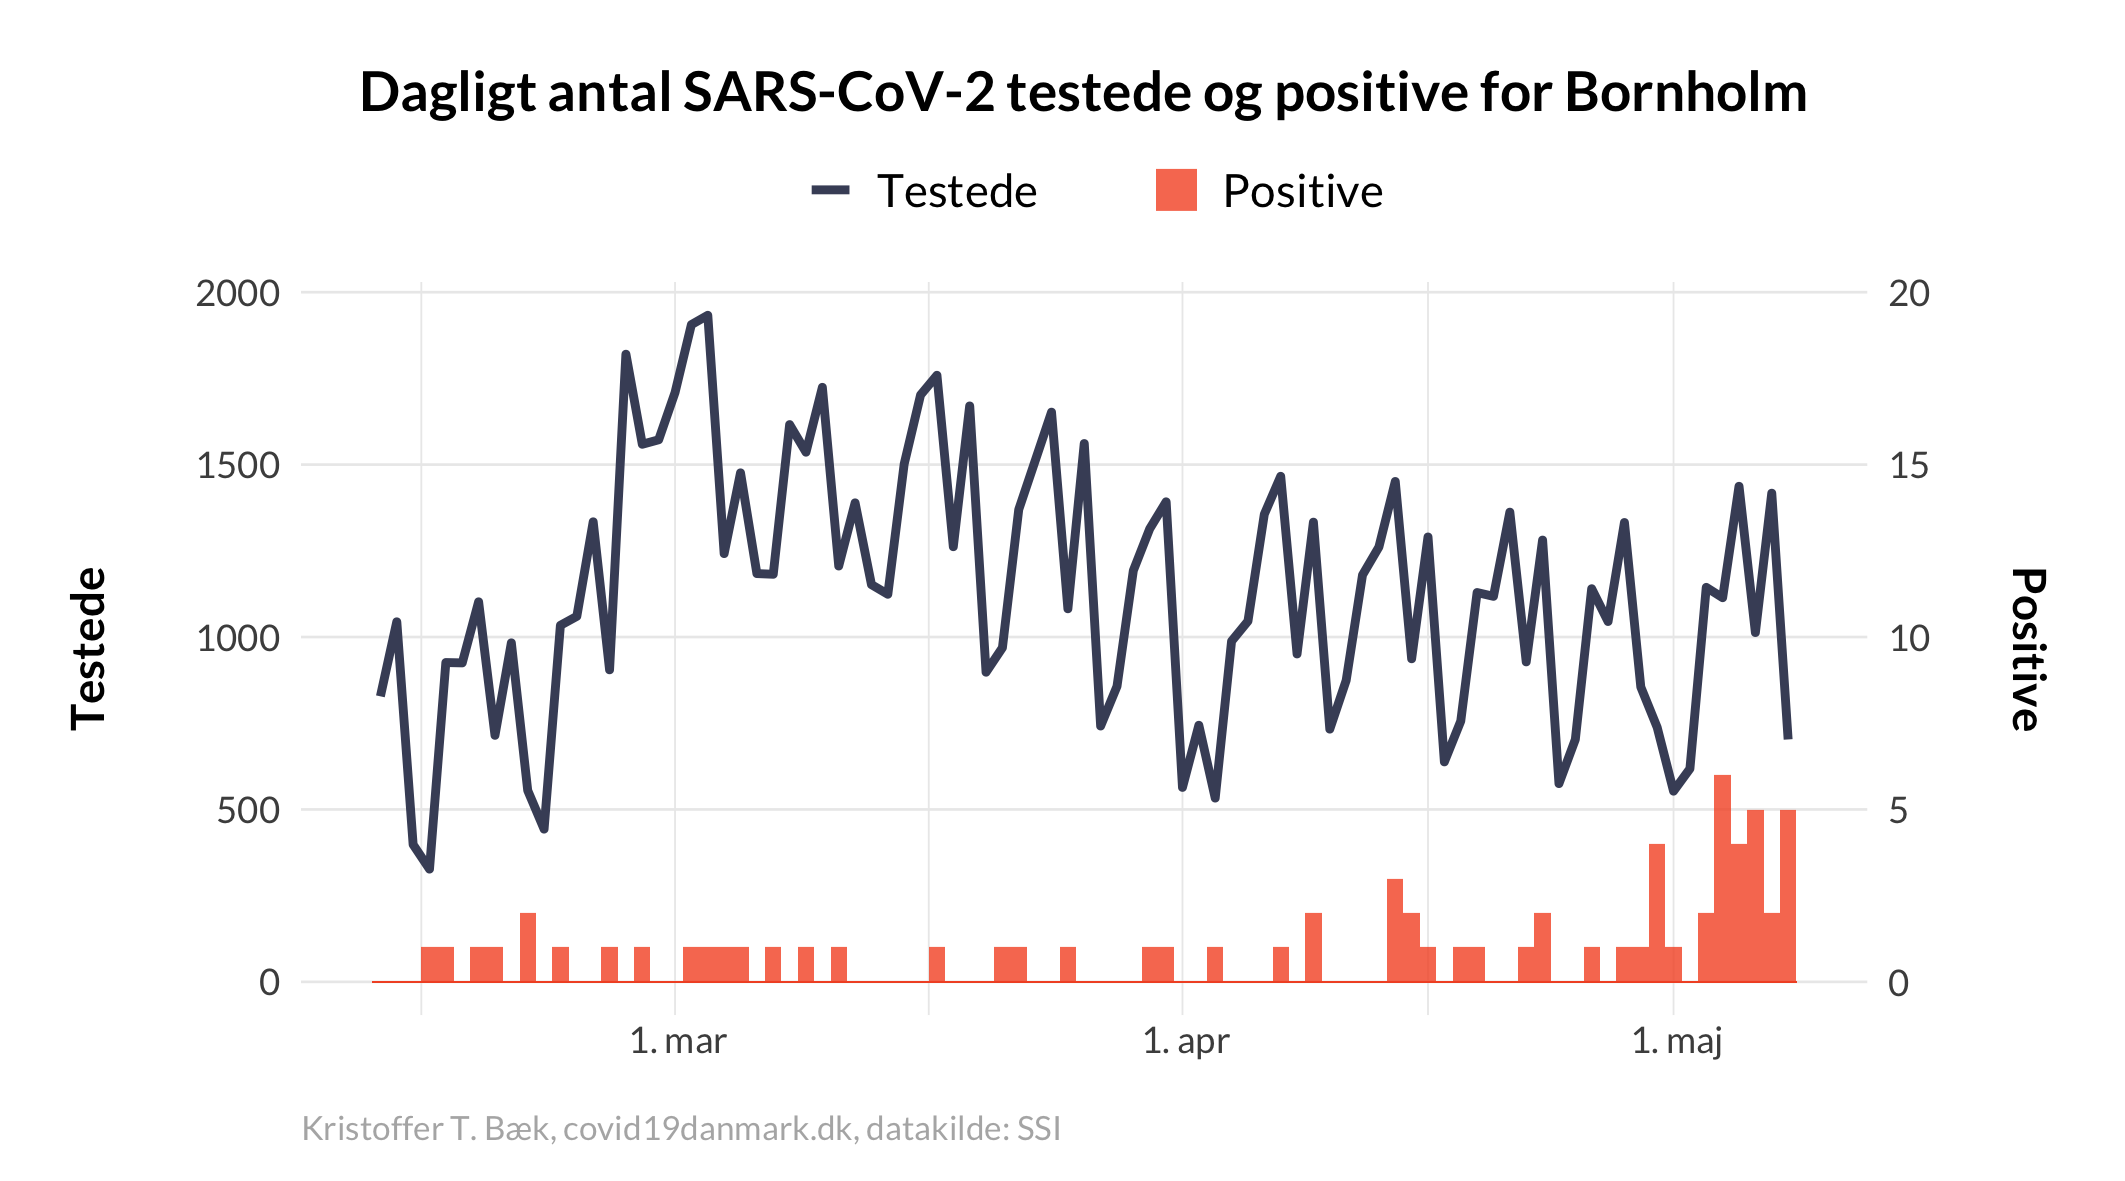 Dagligt antal SARS-CoV-2 testede og positive for Bornholm
Testede Positive
2000 20
1500 15
1000 10
500 5
0 0
Testede
Positive
1. mar 1. apr 1. maj
Kristoffer T. Bæk, covid19danmark.dk, datakilde: SSI